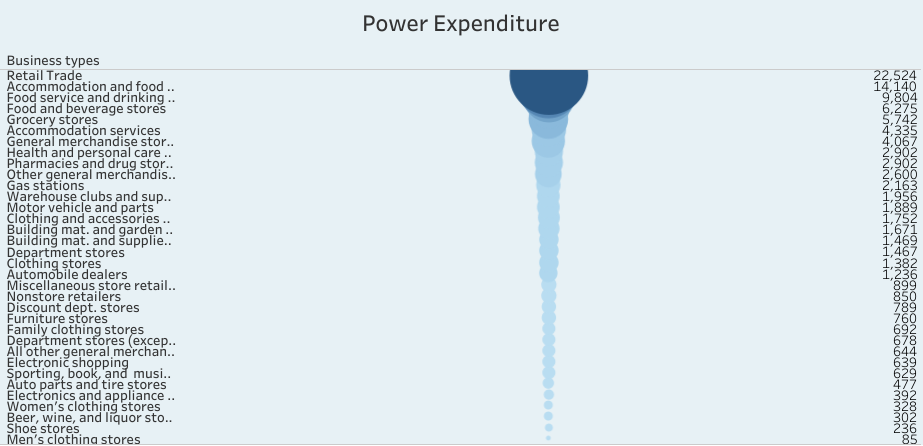 Power Expenditure
Business types
Retail Trade 22,524
Accommodation and food .. 14,140
Food service and drinking .. 9,804
Food and beverage stores 6,275
Grocery stores 5,742
Accommodation services 4,335
General merchandise stor.. 4,067
Health and personal care .. 2,902
Pharmacies and drug stor.. 2,902
Other general merchandis.. 2,600
Gas stations 2,163
Warehouse clubs and sup.. 1,956
Motor vehicle and parts 1,889
Clothing and accessories .. 1,752
Building mat. and garden .. 1,671
Building mat. and supplie.. 1,469
Department stores 1,467
Clothing stores 1,382
Automobile dealers 1,236
Miscellaneous store retail.. 899
Nonstore retailers 850
Discount dept. stores 789
Furniture stores 760
Family clothing stores 692
Department stores (excep.. 678
All other general merchan.. 644
Electronic shopping 639
Sporting, book, and musi.. 629
Auto parts and tire stores 477
Electronics and appliance .. 392
Women's clothing stores 328
Beer, wine, and liquor sto.. 302
Shoe stores 236
Men's clothing stores 85